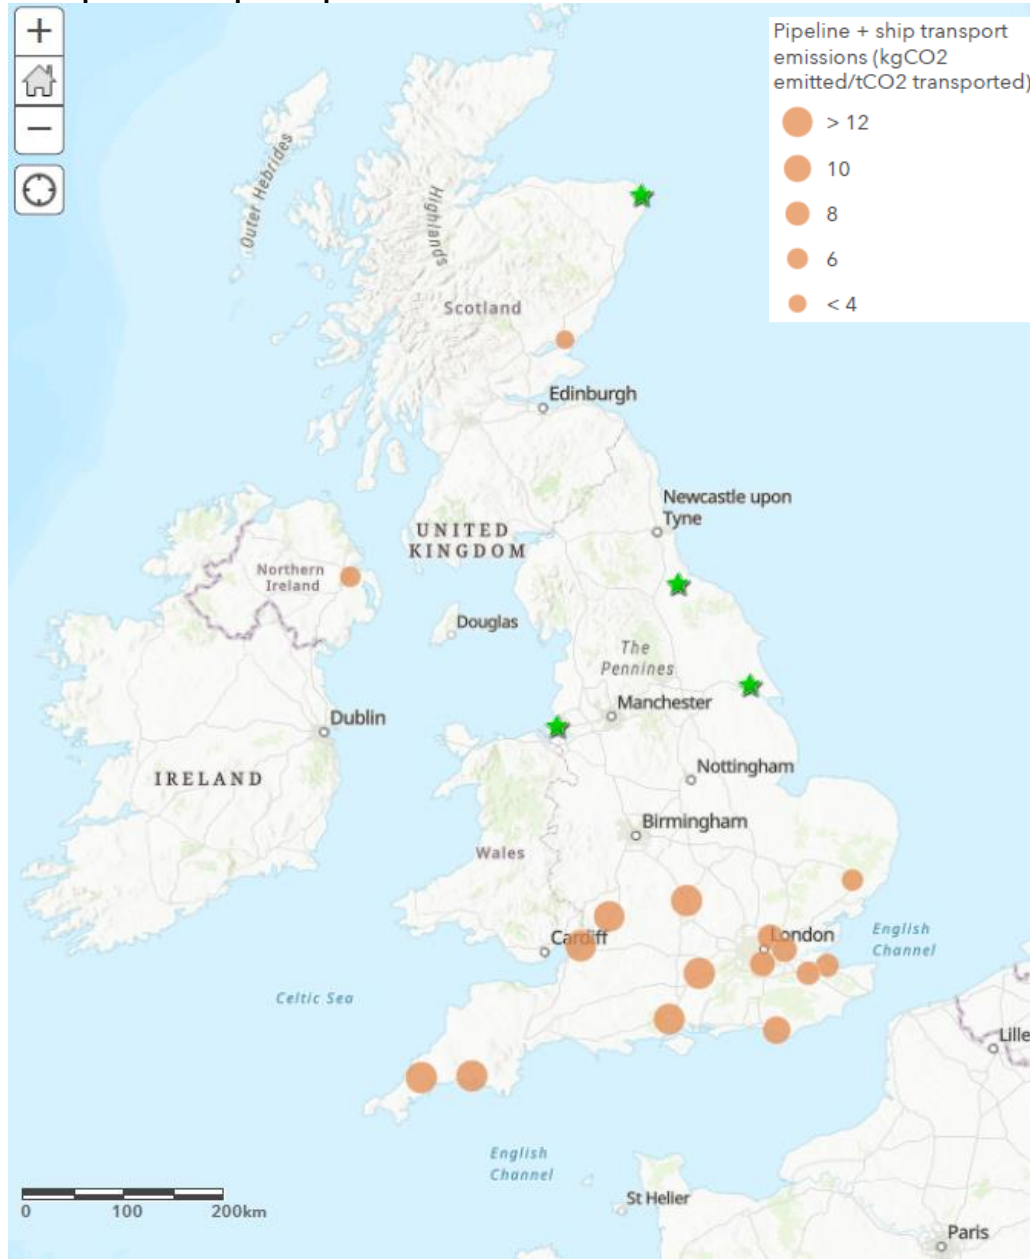 +
−
Pipeline + ship transport
emissions (kgCO2
emitted/tCO2 transported)
> 12
10
8
6
< 4
Outer Hebrides
Highlands
Scotland
Edinburgh
Newcastle upon
Tyne
UNITED
KINGDOM
Northern
Ireland
Douglas
The
Pennines
Manchester
Dublin
IRELAND
Nottingham
Birmingham
Wales
Cardiff
London
English
Channel
Celtic Sea
Lille
English
Channel
St Helier
Paris
0 100 200km